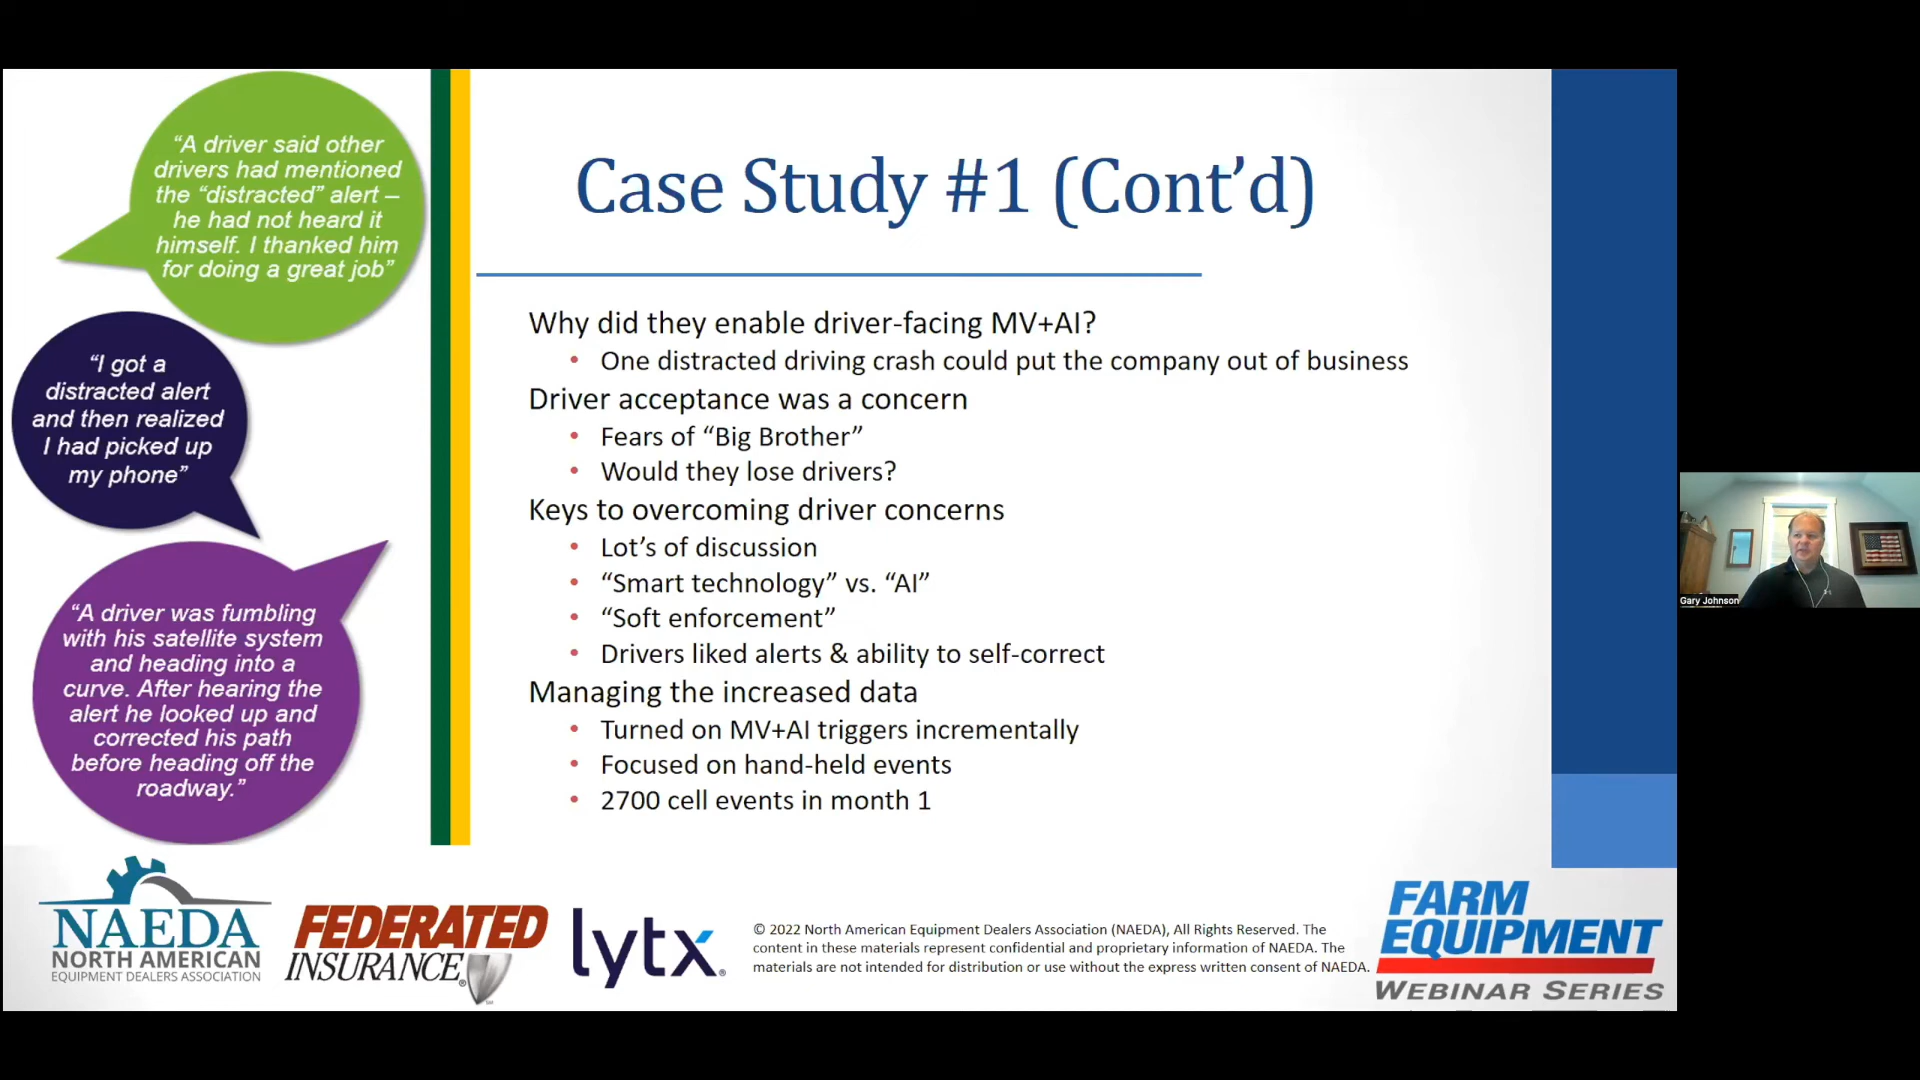 “A driver said other
drivers had mentioned
the “distracted” alert –
he had not heard it
himself. I thanked him
for doing a great job”
“I got a
distracted alert
and then realized
I had picked up
my phone”
“A driver was fumbling
with his satellite system
and heading into a
curve. After hearing the
alert he looked up and
corrected his path
before heading off the
roadway.”
Case Study #1 (Cont’d)
Why did they enable driver-facing MV+AI?
• One distracted driving crash could put the company out of business
Driver acceptance was a concern
• Fears of “Big Brother”
• Would they lose drivers?
Keys to overcoming driver concerns
• Lot’s of discussion
• “Smart technology” vs. “AI”
• “Soft enforcement”
• Drivers liked alerts & ability to self-correct
Managing the increased data
• Turned on MV+AI triggers incrementally
• Focused on hand-held events
• 2700 cell events in month 1
Gary Johnson
NAEDA
NORTH AMERICAN
EQUIPMENT DEALERS ASSOCIATION
FEDERATED
INSURANCE®
lytx®
© 2022 North American Equipment Dealers Association (NAEDA), All Rights Reserved. The
content in these materials represent confidential and proprietary information of NAEDA. The
materials are not intended for distribution or use without the express written consent of NAEDA.
FARM
EQUIPMENT
WEBINAR SERIES